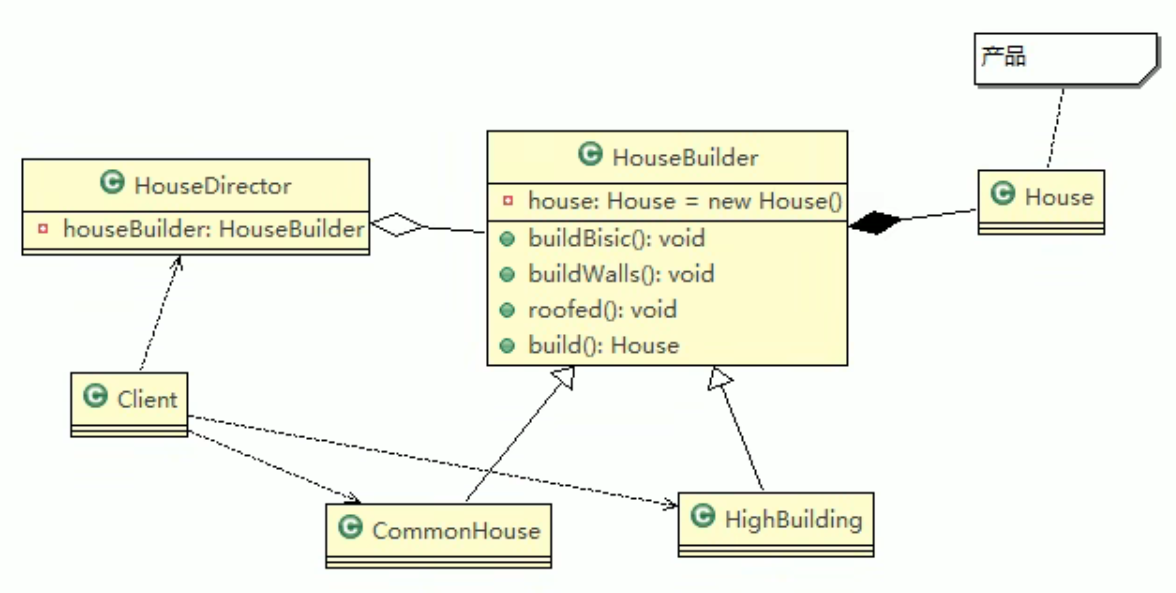 产品
HouseBuilder
house: House = new House()
buildBisic(): void
buildWalls(): void
roofed(): void
build(): House
HouseDirector
houseBuilder: HouseBuilder
House
Client
CommonHouse
HighBuilding